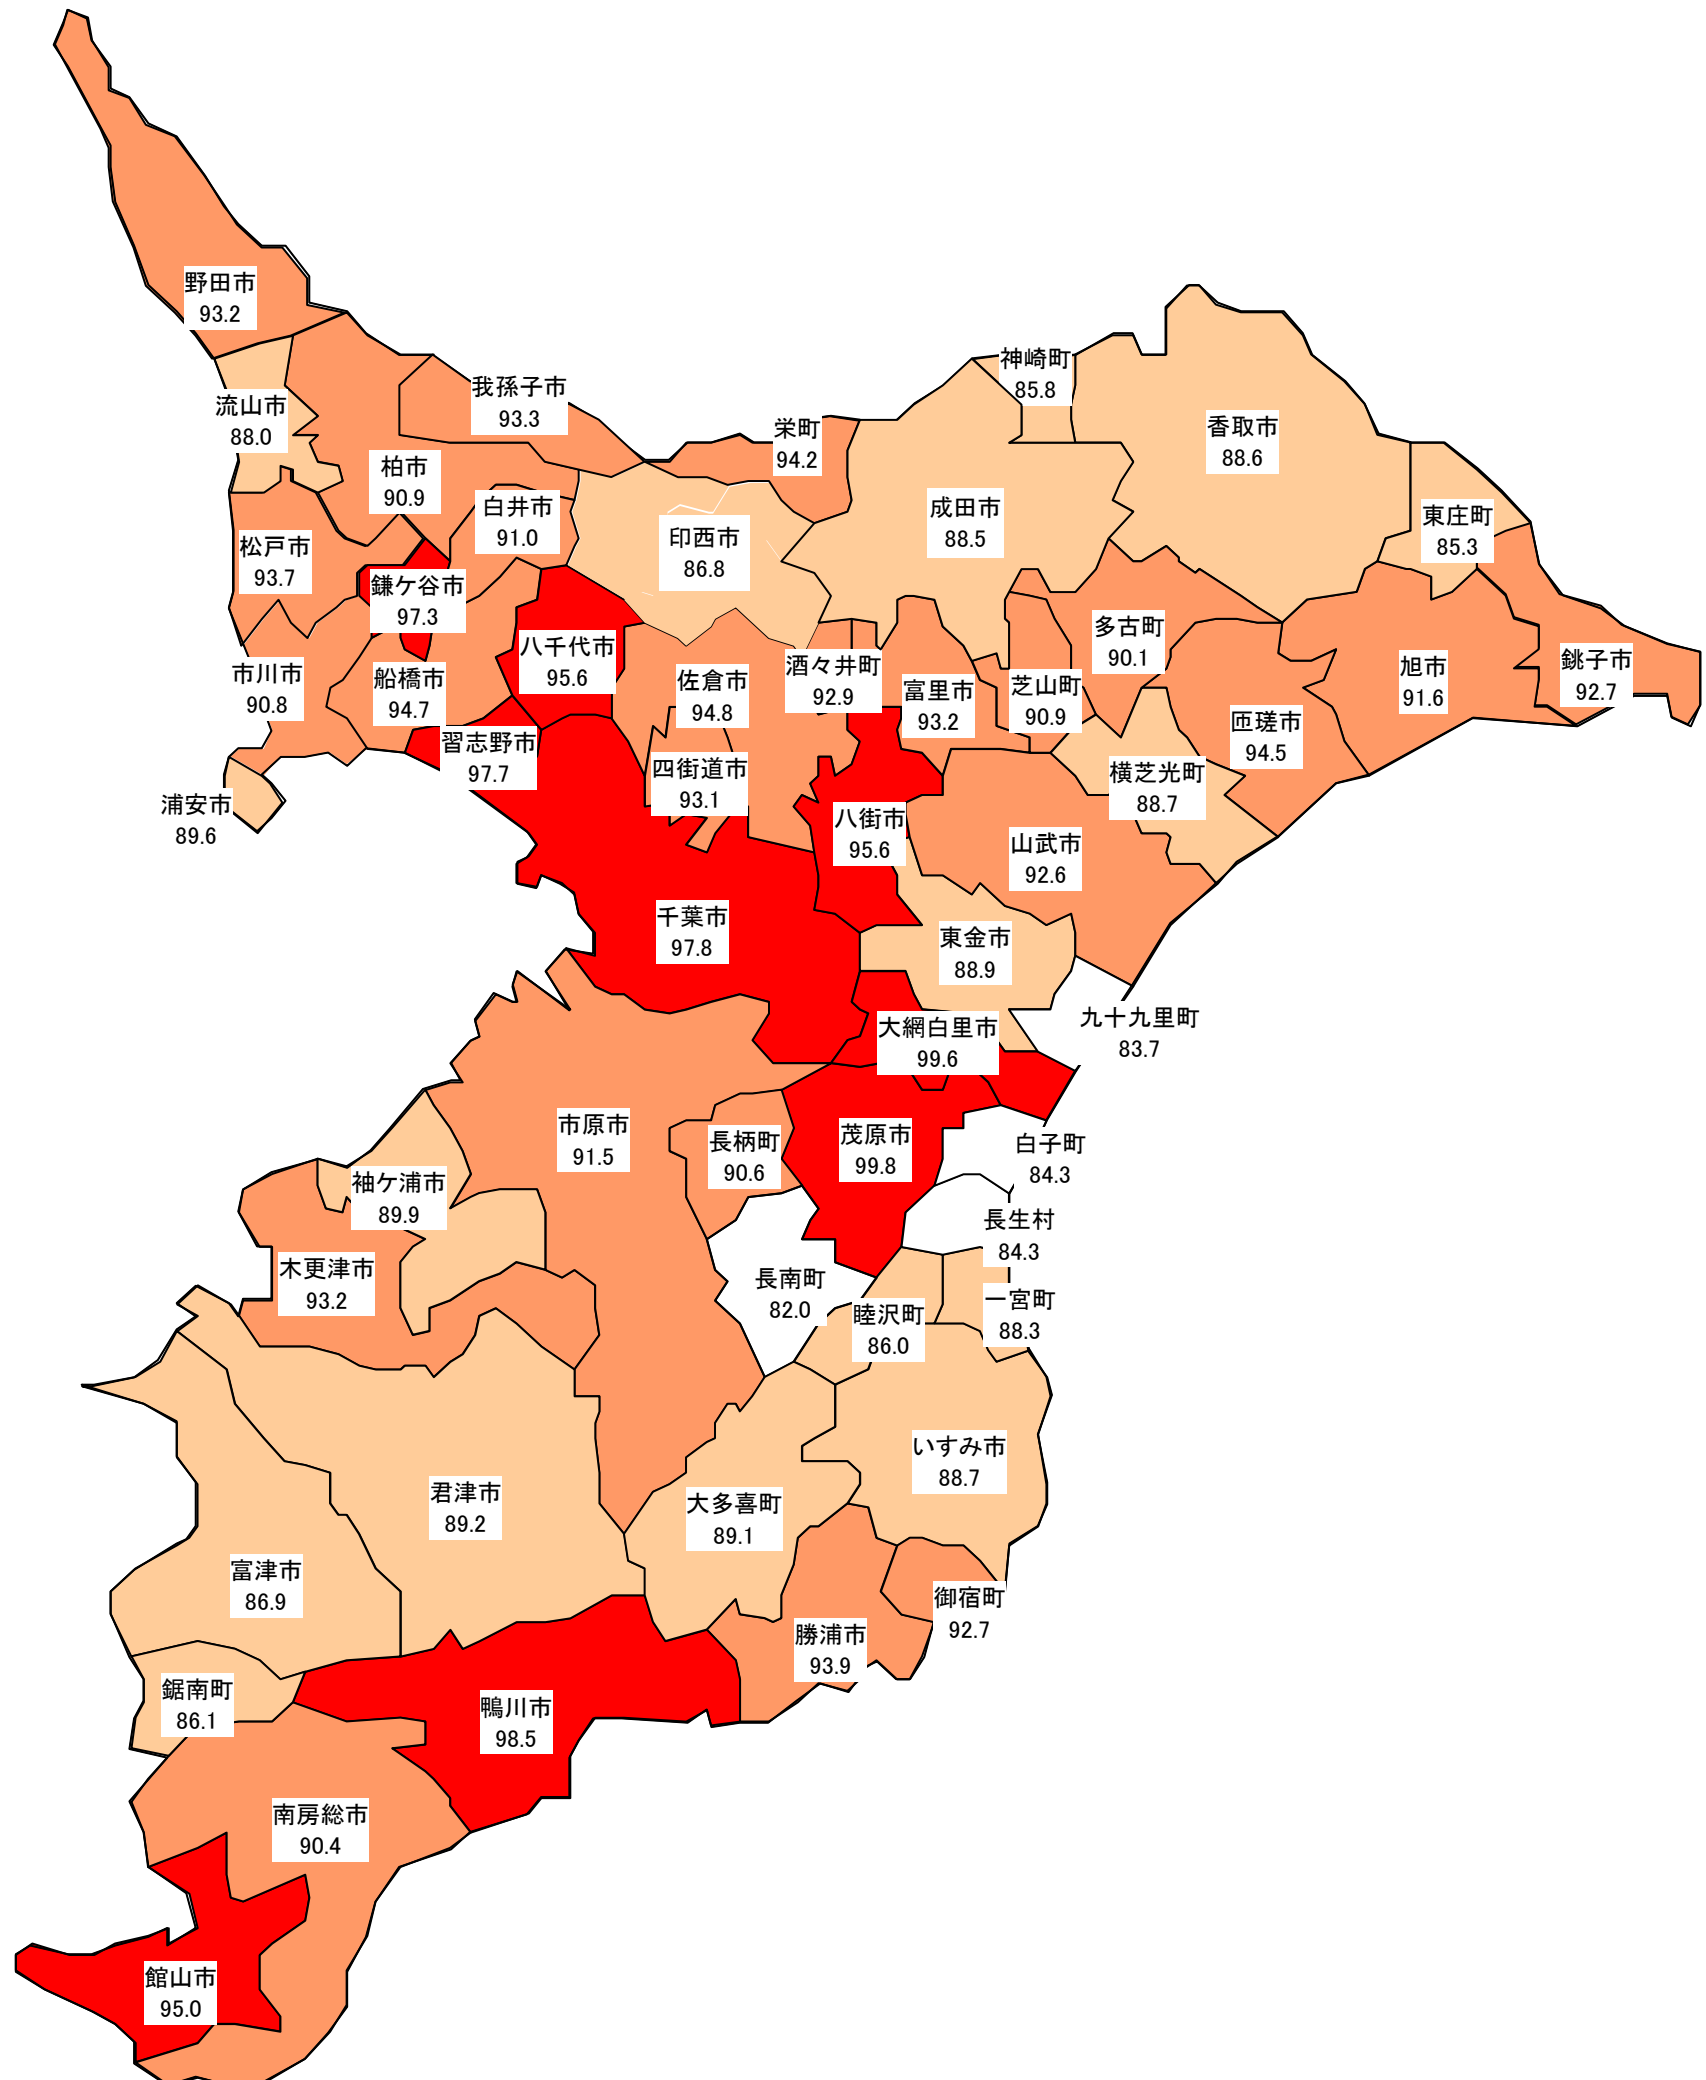 野田市
93.2
流山市
88.0
我孫子市
93.3
柏市
90.9
栄町
94.2
神崎町
85.8
香取市
88.6
白井市
91.0
印西市
86.8
成田市
88.5
東庄町
85.3
松戸市
93.7
鎌ケ谷市
97.3
八千代市
95.6
多古町
90.1
市川市
90.8
船橋市
94.7
佐倉市
94.8
酒々井町
92.9
富里市
93.2
芝山町
90.9
旭市
91.6
銚子市
92.7
匝瑳市
94.5
習志野市
97.7
四街道市
93.1
横芝光町
88.7
浦安市
89.6
八街市
95.6
山武市
92.6
千葉市
97.8
東金市
88.9
九十九里町
83.7
大網白里市
99.6
市原市
91.5
長柄町
90.6
茂原市
99.8
白子町
84.3
袖ケ浦市
89.9
長生村
84.3
木更津市
93.2
長南町
82.0
睦沢町
86.0
一宮町
88.3
いすみ市
88.7
君津市
89.2
大多喜町
89.1
富津市
86.9
御宿町
92.7
勝浦市
93.9
鋸南町
86.1
鴨川市
98.5
南房総市
90.4
館山市
95.0